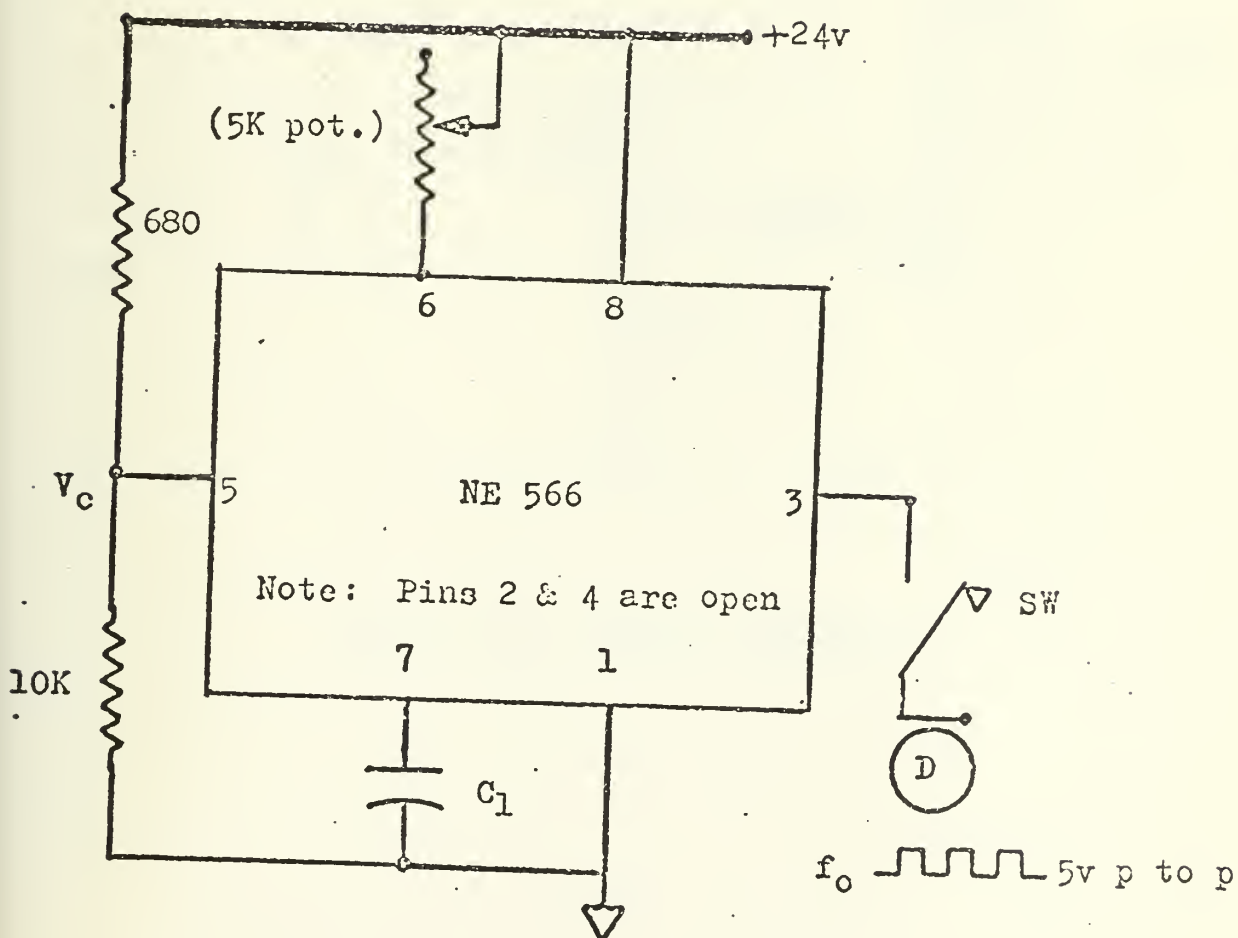 +24v
(5K pot.)
680
6 8
Vc 5 NE 566 3
Note: Pins 2 & 4 are open
SW
7 1
10K
D
C1
fo 5v p to p